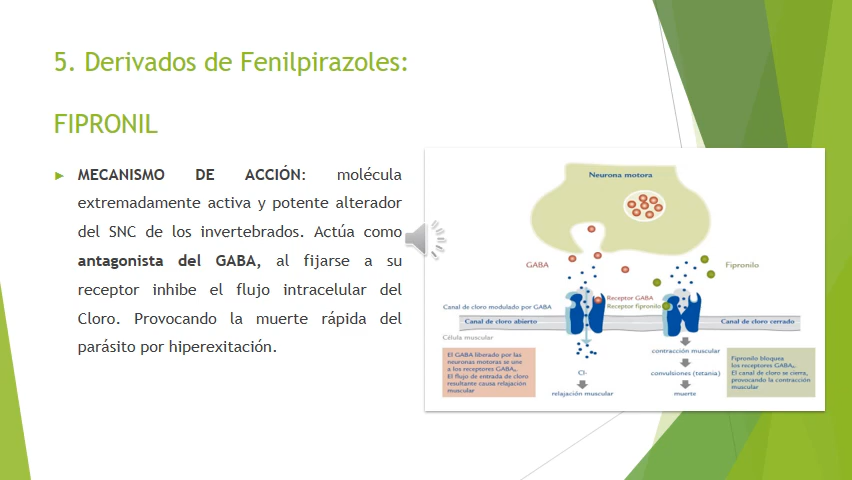 5. Derivados de Fenilpirazoles:
FIPRONIL
MECANISMO DE ACCIÓN: molécula
extremadamente activa y potente alterador
del SNC de los invertebrados. Actúa como
antagonista del GABA, al fijarse a su
receptor inhibe el flujo intracelular del
Cloro. Provocando la muerte rápida del
parásito por hiperexitación.
Neurona motora
GABA
Fipronilo
Receptor GABA
Receptor fipronilo
Canal de cloro modulado por GABA
Canal de cloro abierto
Canal de cloro cerrado
Célula muscular
El GABA liberado por las
neuronas motoras se une
a los receptores GABAA.
El flujo de entrada de cloro
resultante causa relajación
muscular
Cl-
relajación muscular
contracción muscular
convulsiones (tetania)
muerte
Fipronilo bloquea
los receptores GABAA.
El canal de cloro se cierra,
provocando la contracción
muscular